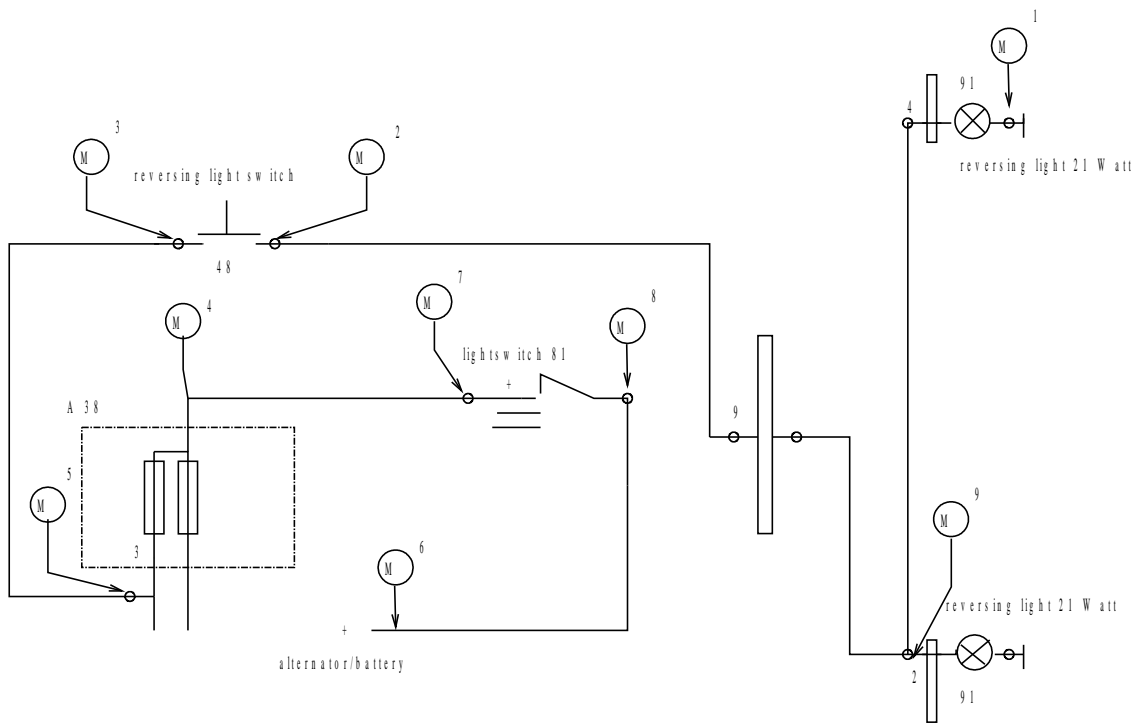 1
M
91
4
reversing light 21 Watt
3
M
2
M
reversing light switch
48
7
M
8
M
4
M
lightswitch 81
+
A 38
9
5
M
3
6
M
9
M
+
alternator/battery
reversing light 21 Watt
2
91